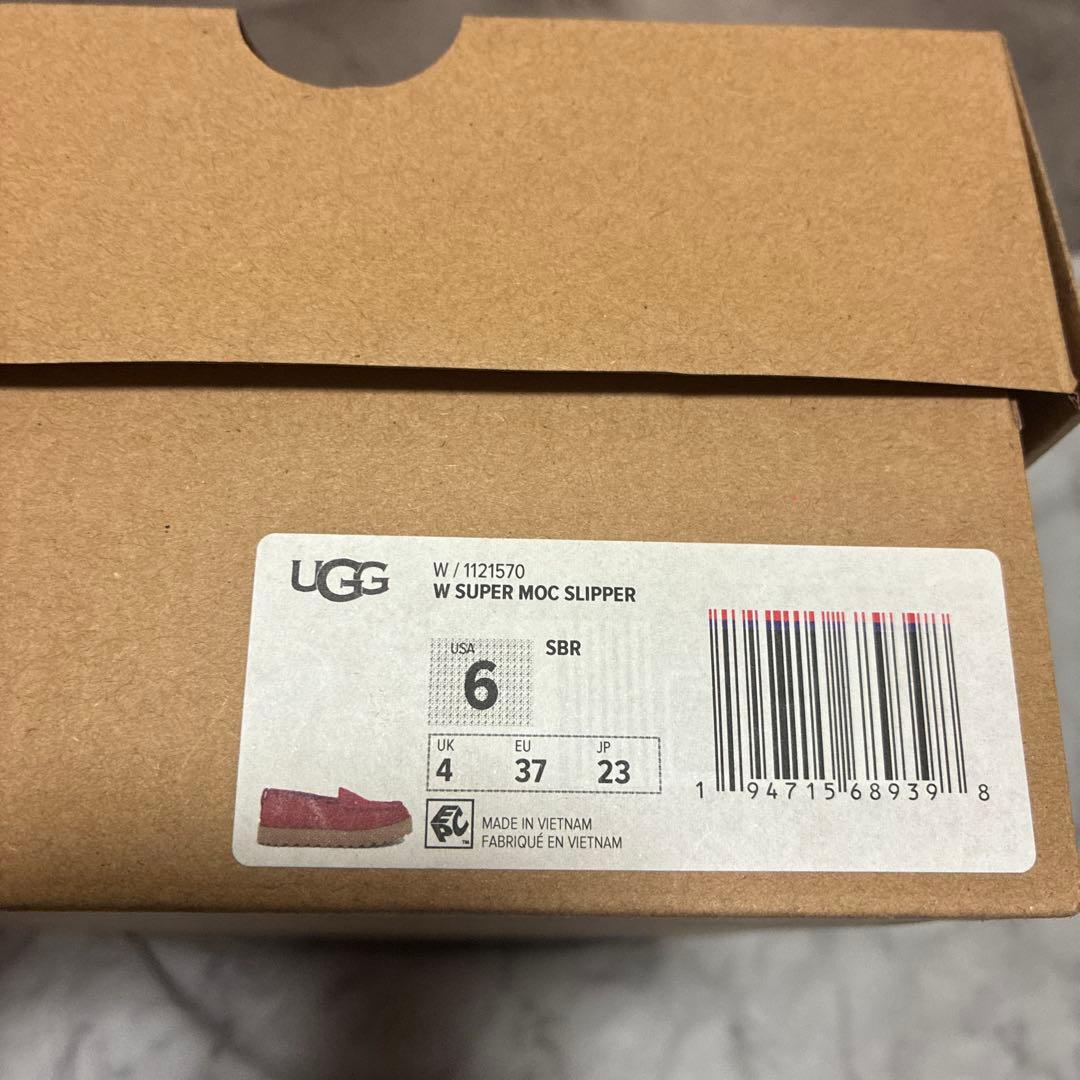 UGG
W / 1121570
W SUPER MOC SLIPPER
USA
6
SBR
UK EU JP
4 37 23
1 94715 68939 8
EPC™
MADE IN VIETNAM
FABRIQUÉ EN VIETNAM